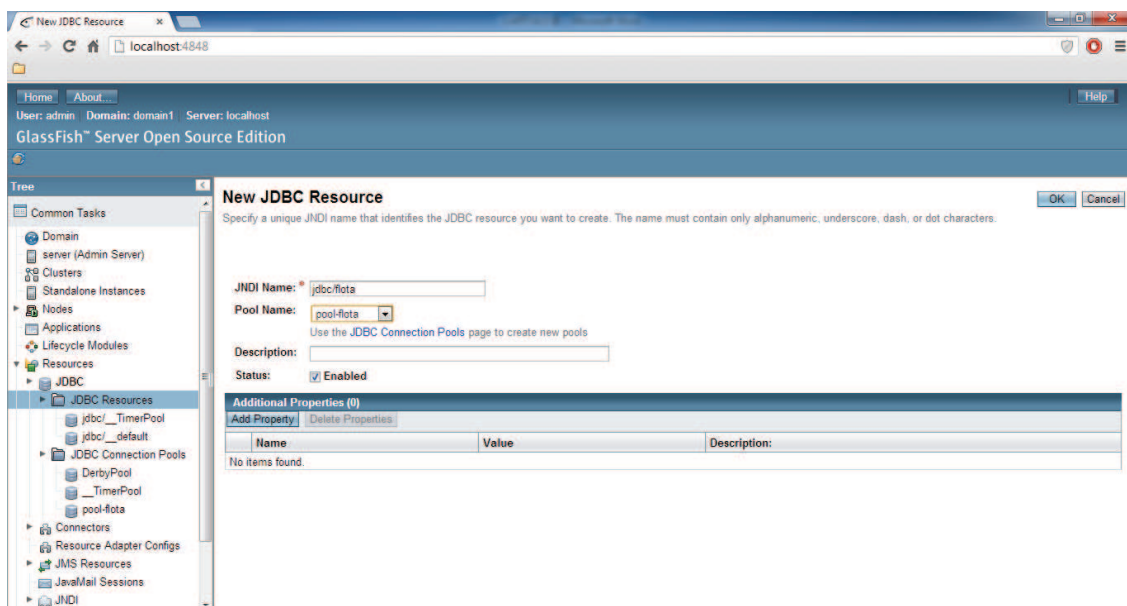 New JDBC Resource
localhost:4848
Home About...
Help
User: admin Domain: domain1 Server: localhost
GlassFish™ Server Open Source Edition
Tree
Common Tasks
Domain
server (Admin Server)
Clusters
Standalone Instances
Nodes
Applications
Lifecycle Modules
Resources
JDBC
JDBC Resources
jdbc/__TimerPool
jdbc/__default
JDBC Connection Pools
DerbyPool
__TimerPool
pool-flota
Connectors
Resource Adapter Configs
JMS Resources
JavaMail Sessions
JNDI
New JDBC Resource
OK Cancel
Specify a unique JNDI name that identifies the JDBC resource you want to create. The name must contain only alphanumeric, underscore, dash, or dot characters.
JNDI Name: * jdbc/flota
Pool Name: pool-flota
Use the JDBC Connection Pools page to create new pools
Description:
Status: Enabled
Additional Properties (0)
Add Property Delete Properties
Name Value Description:
No items found.